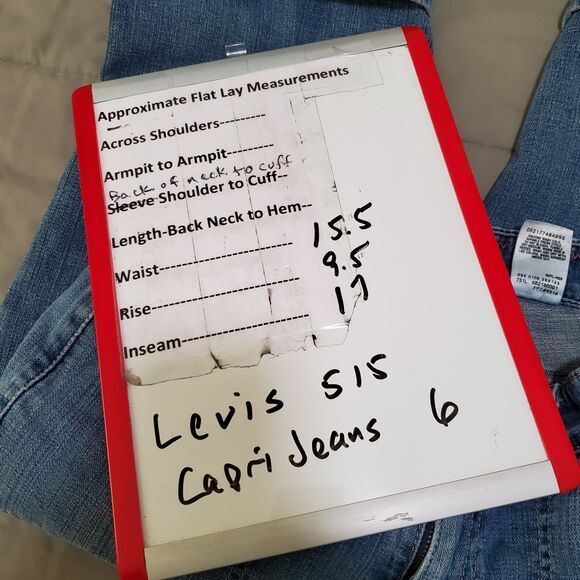 Approximate Flat Lay Measurements
Across Shoulders----------
Armpit to Armpit----------
Back of neck to cuff
Sleeve Shoulder to Cuff--
Length-Back Neck to Hem--
Waist-------------------- 15.5
Rise---------------------- 9.5
Inseam------------------- 17
Levis 515
Capri Jeans 6
052177464992